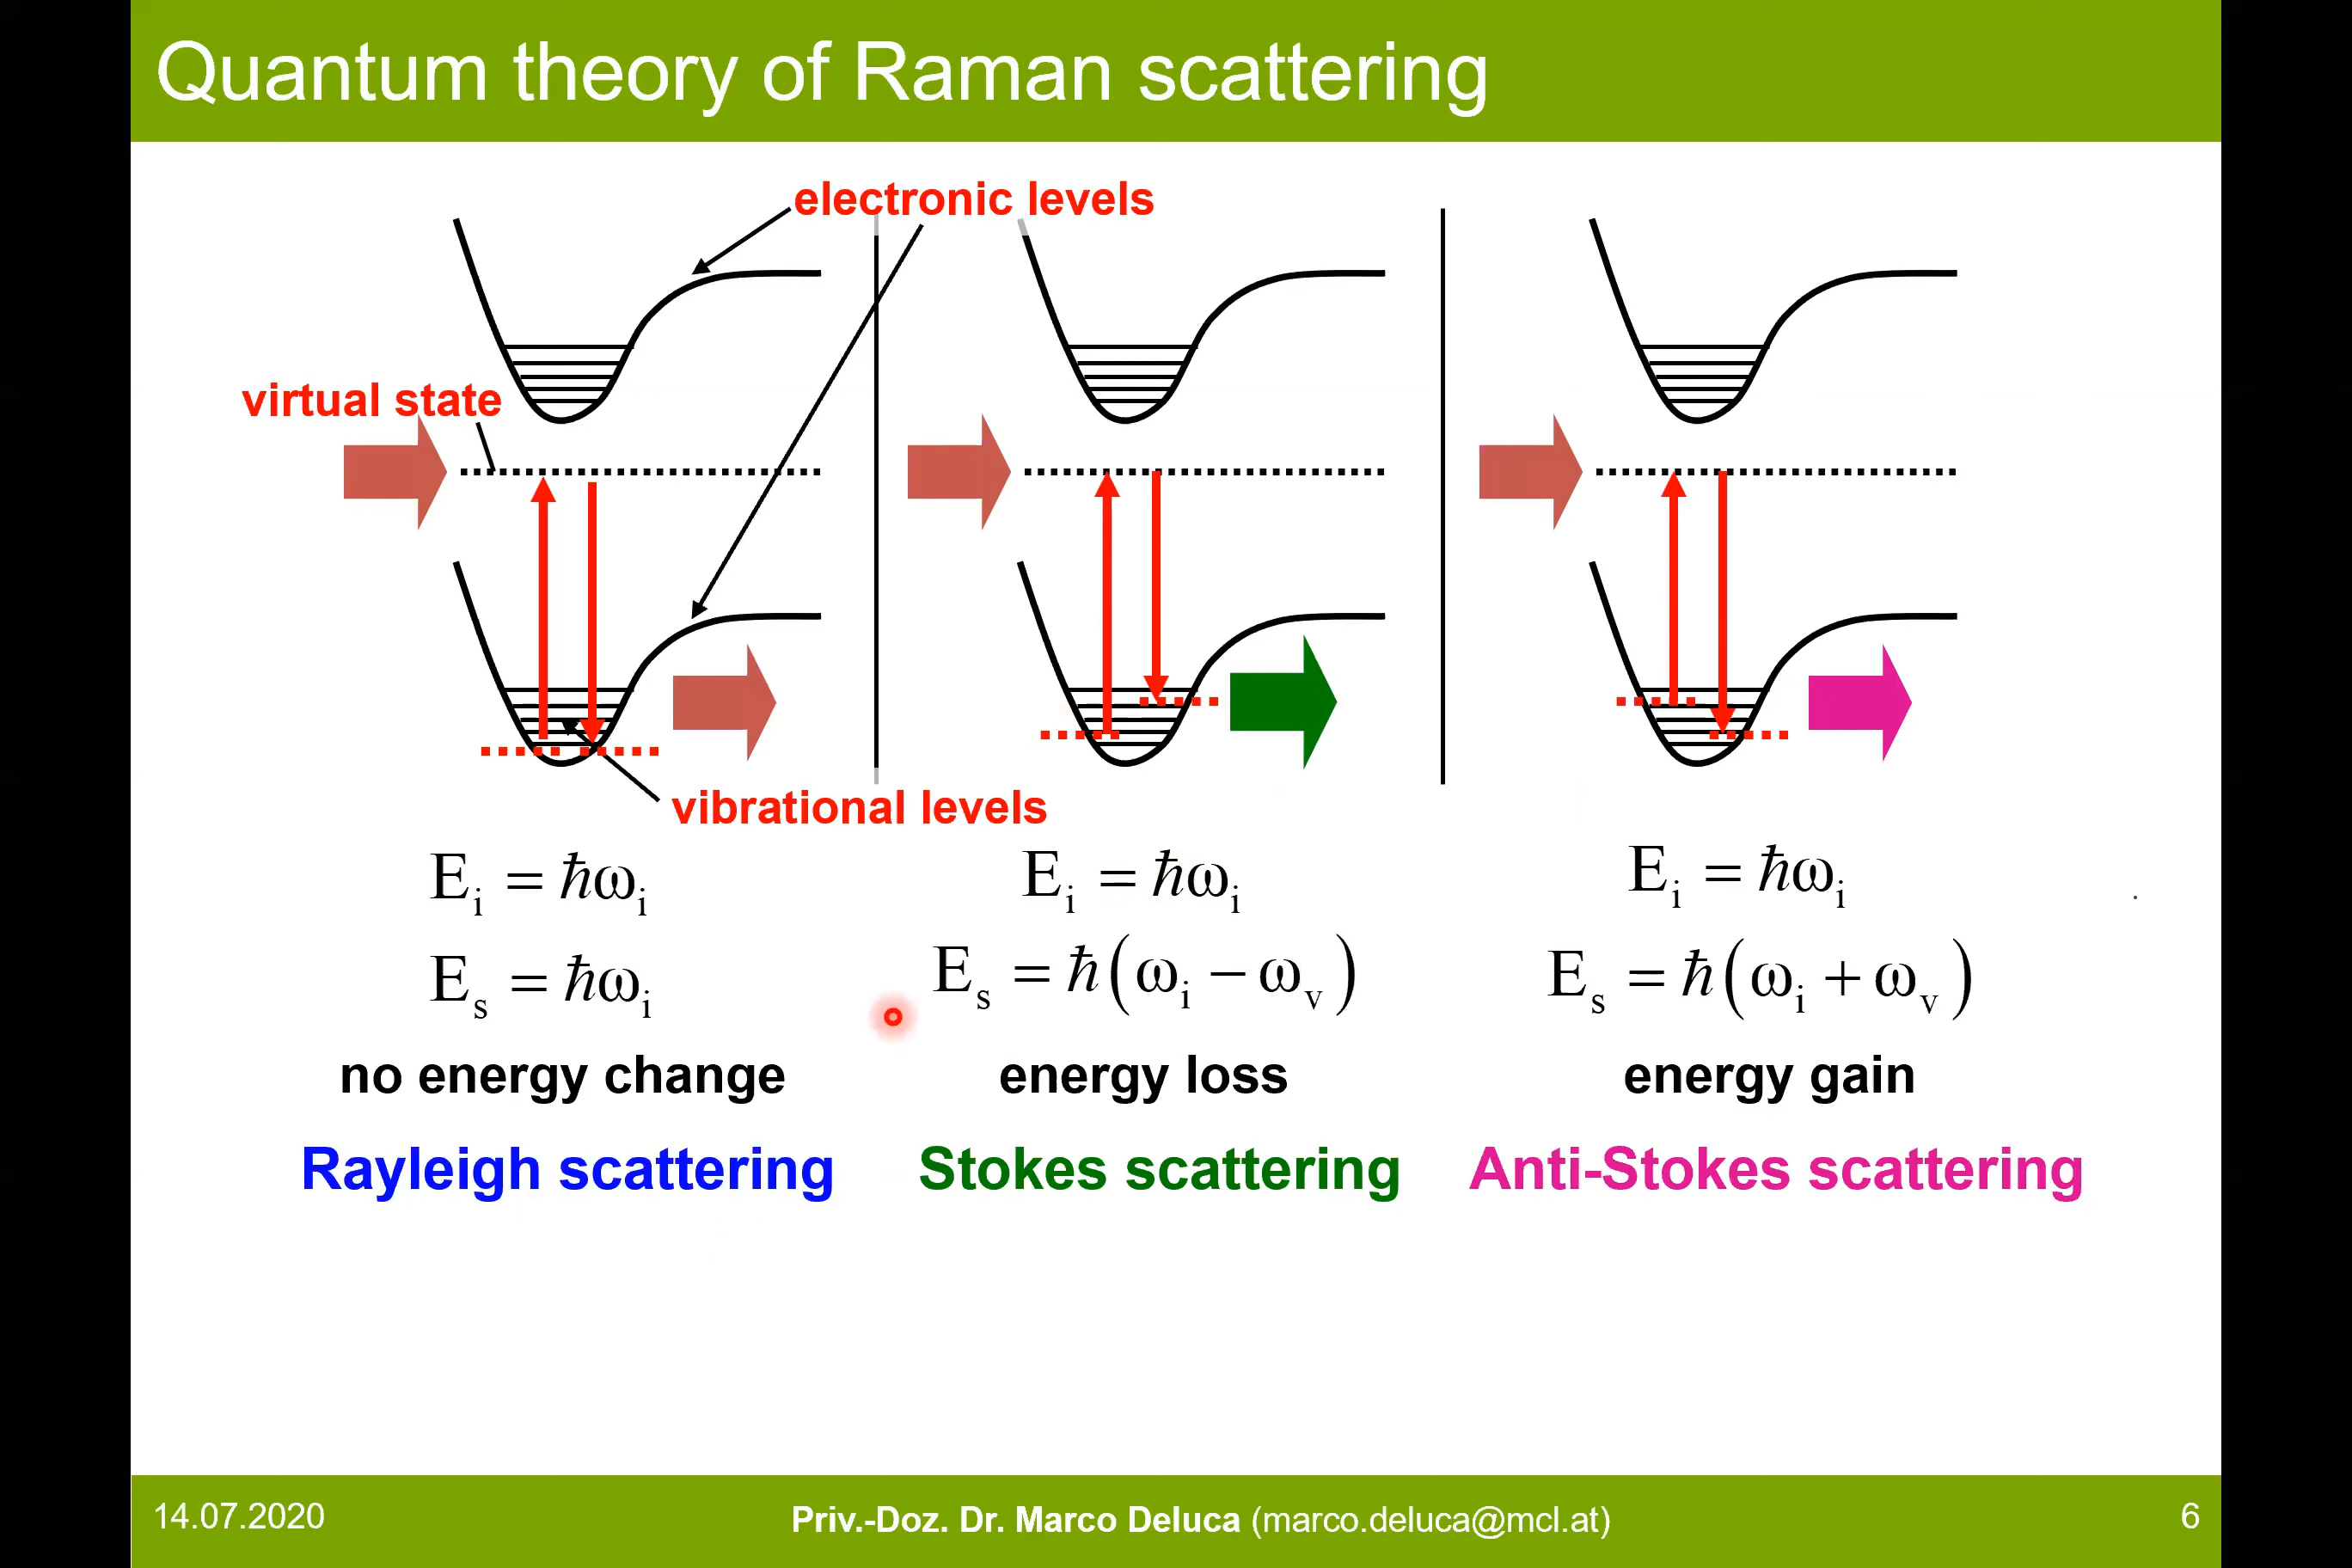 Quantum theory of Raman scattering
electronic levels
virtual state
vibrational levels
Eᵢ = ħωᵢ
Eₛ = ħωᵢ
no energy change
Rayleigh scattering
Eᵢ = ħωᵢ
Eₛ = ħ(ωᵢ − ωᵥ)
energy loss
Stokes scattering
Eᵢ = ħωᵢ
Eₛ = ħ(ωᵢ + ωᵥ)
energy gain
Anti-Stokes scattering
14.07.2020
Priv.-Doz. Dr. Marco Deluca (marco.deluca@mcl.at)
6